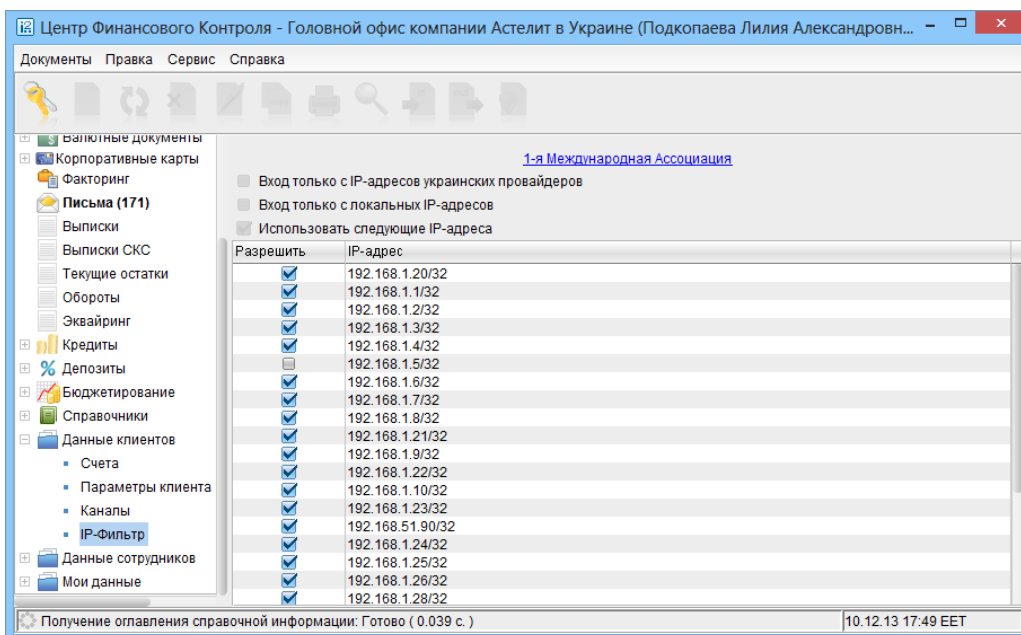 Центр Финансового Контроля - Головной офис компании Астелит в Украине (Подкопаева Лилия Александровн...
Документы Правка Сервис Справка
Валютные документы
Корпоративные карты
Факторинг
Письма (171)
Выписки
Выписки СКС
Текущие остатки
Обороты
Эквайринг
Кредиты
Депозиты
Бюджетирование
Справочники
Данные клиентов
Счета
Параметры клиента
Каналы
IP-Фильтр
Данные сотрудников
Мои данные
1-я Международная Ассоциация
Вход только с IP-адресов украинских провайдеров
Вход только с локальных IP-адресов
Использовать следующие IP-адреса
Разрешить IP-адрес
192.168.1.20/32
192.168.1.1/32
192.168.1.2/32
192.168.1.3/32
192.168.1.4/32
192.168.1.5/32
192.168.1.6/32
192.168.1.7/32
192.168.1.8/32
192.168.1.21/32
192.168.1.9/32
192.168.1.22/32
192.168.1.10/32
192.168.1.23/32
192.168.51.90/32
192.168.1.24/32
192.168.1.25/32
192.168.1.26/32
192.168.1.28/32
Получение оглавления справочной информации: Готово ( 0.039 с. )
10.12.13 17:49 EET